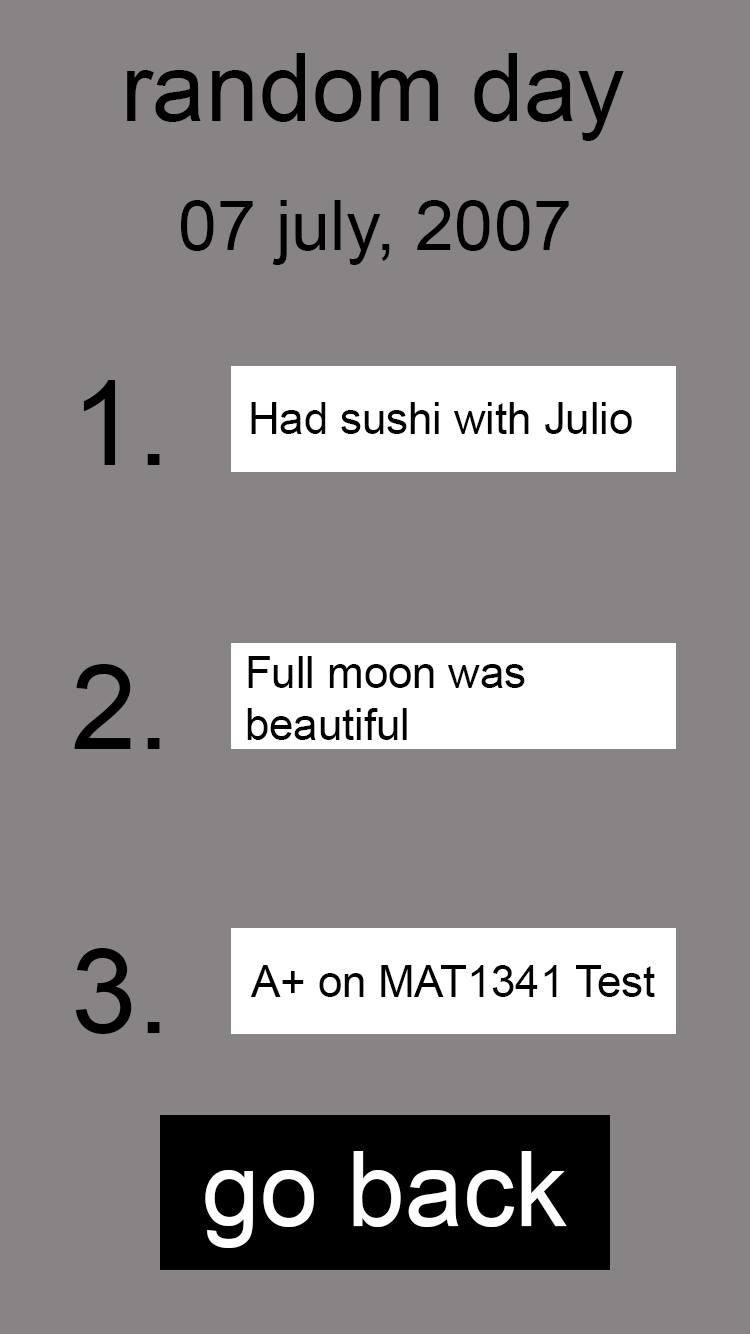 random day
07 july, 2007
1. Had sushi with Julio
2. Full moon was
beautiful
3. A+ on MAT1341 Test
go back